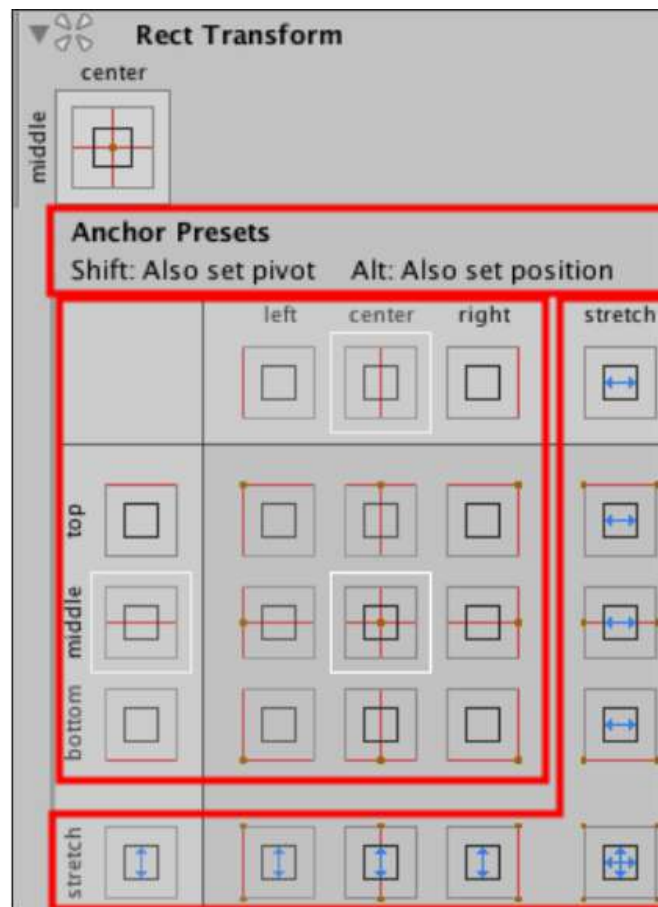 Rect Transform
center
middle
Anchor Presets
Shift: Also set pivot Alt: Also set position
left center right stretch
top
middle
bottom
stretch